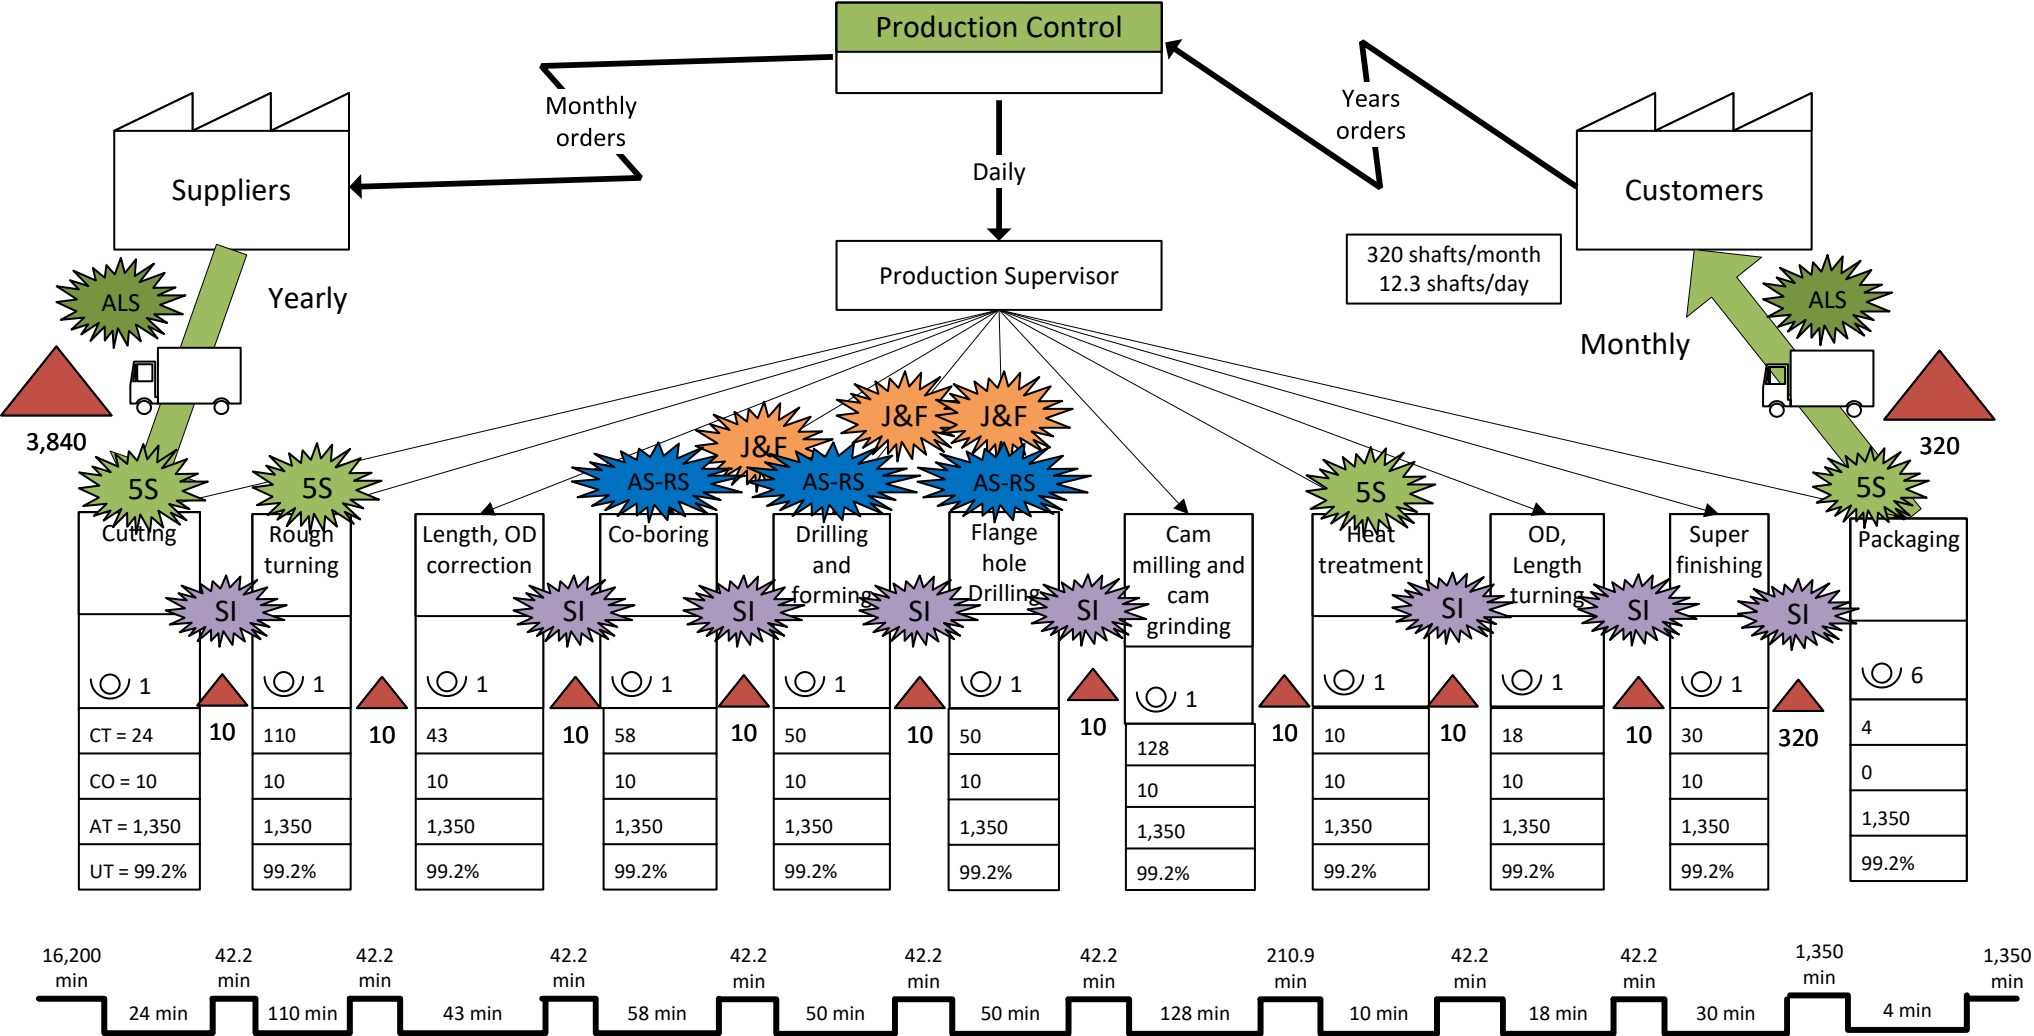 Production Control
Monthly
orders
Years
orders
Daily
Suppliers
Customers
Production Supervisor
320 shafts/month
12.3 shafts/day
ALS
Yearly
ALS
Monthly
3,840
320
J&F
J&F
J&F
5S
5S
AS-RS
AS-RS
AS-RS
5S
5S
Cutting
Rough
turning
Length, OD
correction
Co-boring
Drilling
and
forming
Flange
hole
Drilling
Cam
milling and
cam
grinding
Heat
treatment
OD,
Length
turning
Super
finishing
Packaging
SI
SI
SI
SI
SI
SI
SI
SI
1
1
1
1
1
1
1
1
1
1
6
10
10
10
10
10
10
10
10
10
320
CT = 24
110
43
58
50
50
128
10
18
30
4
CO = 10
10
10
10
10
10
10
10
10
10
0
AT = 1,350
1,350
1,350
1,350
1,350
1,350
1,350
1,350
1,350
1,350
1,350
UT = 99.2%
99.2%
99.2%
99.2%
99.2%
99.2%
99.2%
99.2%
99.2%
99.2%
99.2%
16,200
min
42.2
min
42.2
min
42.2
min
42.2
min
42.2
min
42.2
min
210.9
min
42.2
min
42.2
min
1,350
min
1,350
min
24 min
110 min
43 min
58 min
50 min
50 min
128 min
10 min
18 min
30 min
4 min